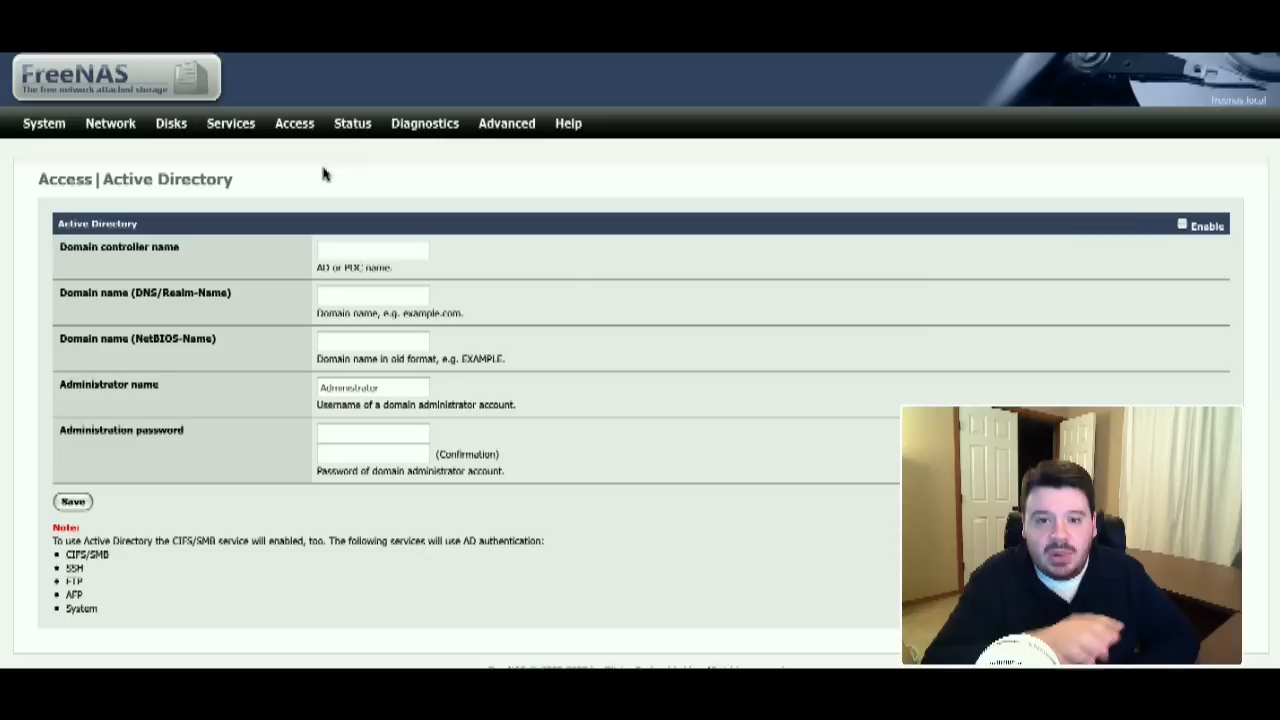 FreeNAS
The free network attached storage
freenas.local
System Network Disks Services Access Status Diagnostics Advanced Help
Access | Active Directory
Active Directory
Enable
Domain controller name
AD or PDC name.
Domain name (DNS/Realm-Name)
Domain name, e.g. example.com.
Domain name (NetBIOS-Name)
Domain name in old format, e.g. EXAMPLE.
Administrator name
Administrator
Username of a domain administrator account.
Administration password
(Confirmation)
Password of domain administrator account.
Save
Note:
To use Active Directory the CIFS/SMB service will enabled, too. The following services will use AD authentication:
CIFS/SMB
SSH
FTP
AFP
System